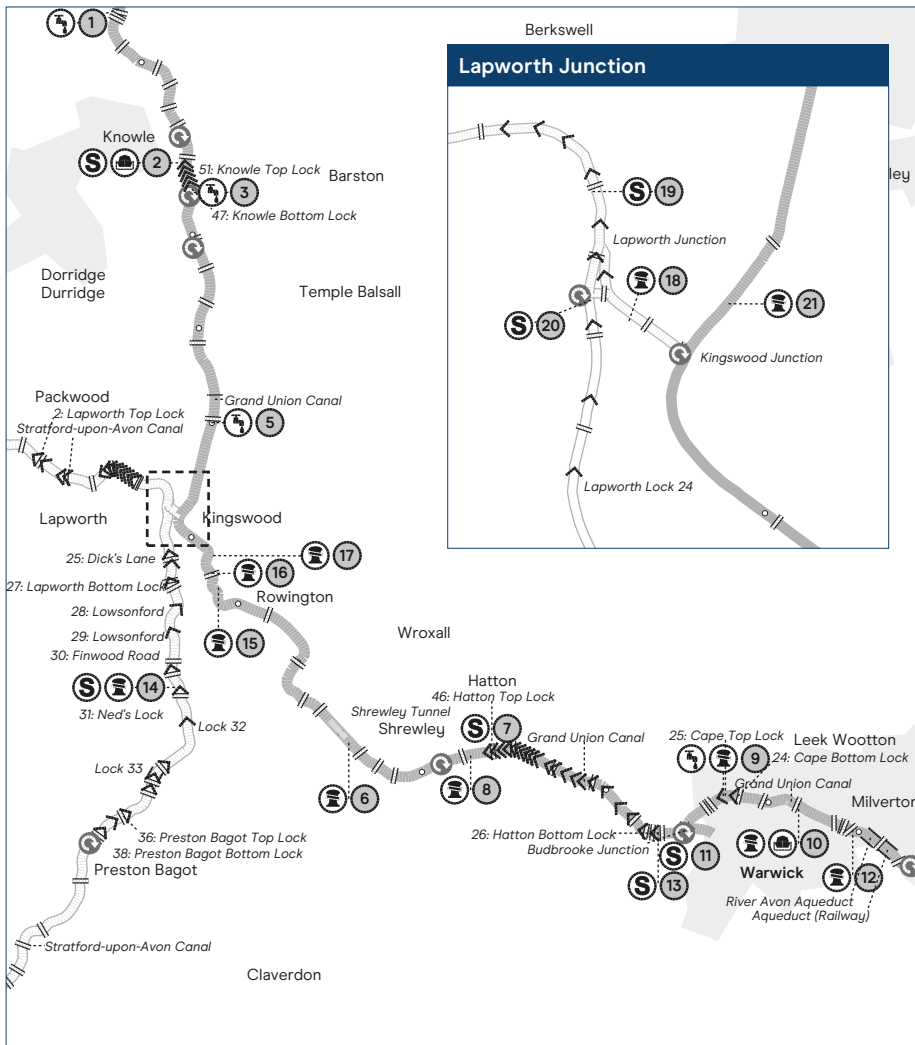 1
Berkswell
Lapworth Junction
Knowle
S 2
51: Knowle Top Lock
Barston
3
47: Knowle Bottom Lock
S 19
ley
Lapworth Junction
Dorridge
Durridge
Temple Balsall
18
21
S 20
Kingswood Junction
Packwood
Grand Union Canal
2: Lapworth Top Lock
Stratford-upon-Avon Canal
5
Lapworth Lock 24
Lapworth
Kingswood
25: Dick's Lane
17
16
27: Lapworth Bottom Lock
Rowington
28: Lowsonford
29: Lowsonford
15
Wroxall
30: Finwood Road
S 14
Hatton
46: Hatton Top Lock
31: Ned's Lock
Lock 32
Shrewley Tunnel
Shrewley
S 7
Grand Union Canal
25: Cape Top Lock
Leek Wootton
9
24: Cape Bottom Lock
Lock 33
6
8
Grand Union Canal
Milverton
36: Preston Bagot Top Lock
38: Preston Bagot Bottom Lock
Preston Bagot
26: Hatton Bottom Lock
Budbrooke Junction
S 11
10
Warwick
S 13
12
River Avon Aqueduct
Aqueduct (Railway)
Stratford-upon-Avon Canal
Claverdon